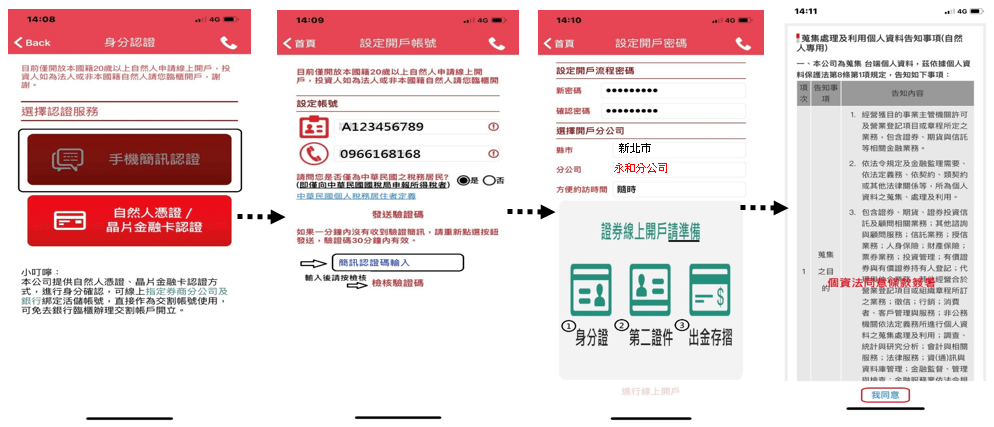 14:08
4G
Back
身分認證
目前僅開放本國籍20歲以上自然人申請線上開戶，投
資人如為法人或非本國籍自然人請您臨櫃開戶，謝
謝。
選擇認證服務
手機簡訊認證
自然人憑證 /
晶片金融卡認證
小叮嚀：
本公司提供自然人憑證、晶片金融卡認證方
式，進行身分確認，可線上指定券商分公司及
銀行綁定活儲帳號，直接作為交割帳號使用，
可免去銀行臨櫃辦理交割帳戶開立。
14:09
4G
首頁
設定開戶帳號
目前僅開放本國籍20歲以上自然人申請線上開
戶，投資人如為法人或非本國籍自然人請您臨櫃開
設定帳號
A123456789
0966168168
請問您是否僅為中華民國之稅務居民?
(即僅向中華民國國稅局申報所得稅者)
是
否
中華民國個人稅務居住者定義
發送驗證碼
如果一分鐘內沒有收到驗證簡訊，請重新點選按鈕
發送，驗證碼30分鐘內有效。
簡訊認證碼輸入
輸入後請按檢核
檢核驗證碼
14:10
4G
首頁
設定開戶密碼
設定開戶流程密碼
新密碼
●●●●●●●●●
確認密碼
●●●●●●●●●
選擇開戶分公司
縣市
新北市
分公司
永和分公司
方便約訪時間
隨時
證券線上開戶請準備
①身分證
②第二證件
③出金存摺
進行線上開戶
14:11
4G
蒐集處理及利用個人資料告知事項(自然
人專用)
一、本公司為蒐集 台端個人資料，茲依據個人資
料保護法第8條第1項規定，告知如下事項：
項次
告知事項
告知內容
1
蒐集
之目
的
1. 經營獲目的事業主管機關許可
及營業登記項目或章程所定之
業務，包含證券、期貨與信託
等相關金融業務。
2. 依法令規定及金融監理需要、
依法定義務、依契約、類契約
或其他法律關係等，所為個人
資料之蒐集、處理及利用。
3. 包含證券、期貨、證券投資信
託及顧問相關業務；其他諮詢
與顧問服務；信託業務；授信
業務；人身保險；財產保險；
票券業務；投資管理；有價證
券與有價證券持有人登記；代
個資法同意條款簽署
營業登記項目或組織章程所訂
之業務；徵信；行銷；消費
者、客戶管理與服務；非公務
機關依法定義務所進行個人資
料之蒐集處理及利用；調查、
統計與研究分析；會計與相關
服務；法律服務；資(通)訊與
資料庫管理；金融監督、管理
我同意